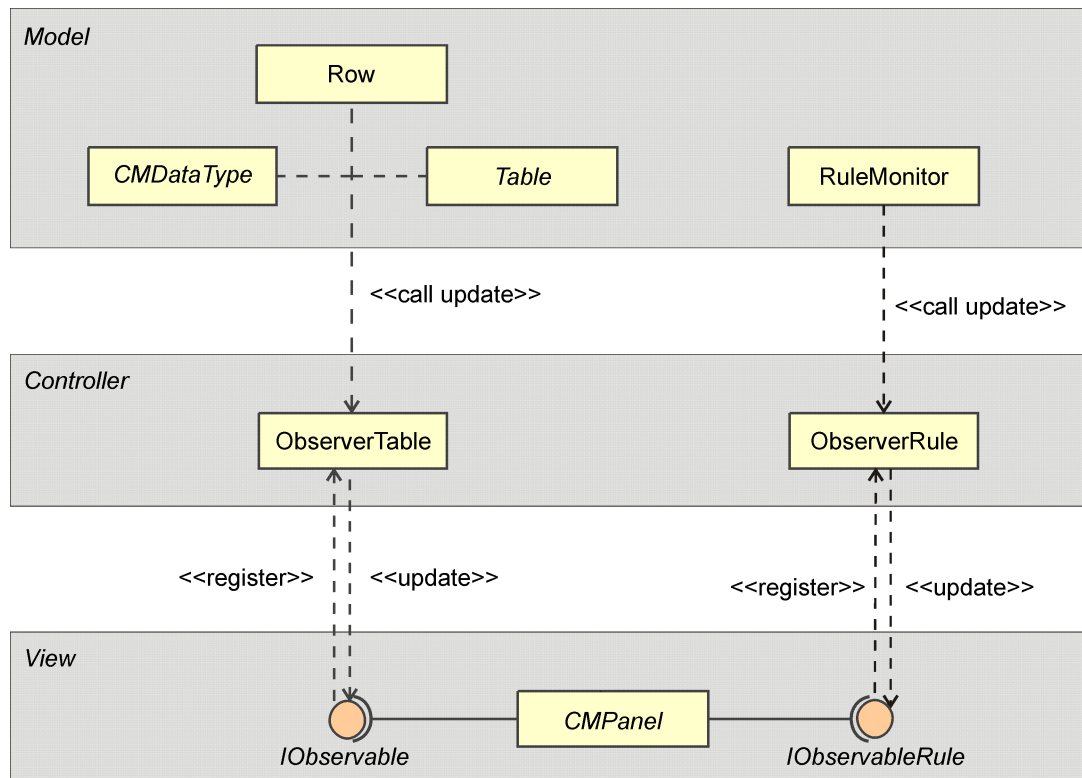 Model
Row
CMDataType
Table
RuleMonitor
<<call update>>
<<call update>>
Controller
ObserverTable
ObserverRule
<<register>>
<<update>>
<<register>>
<<update>>
View
CMPanel
IObservable
IObservableRule